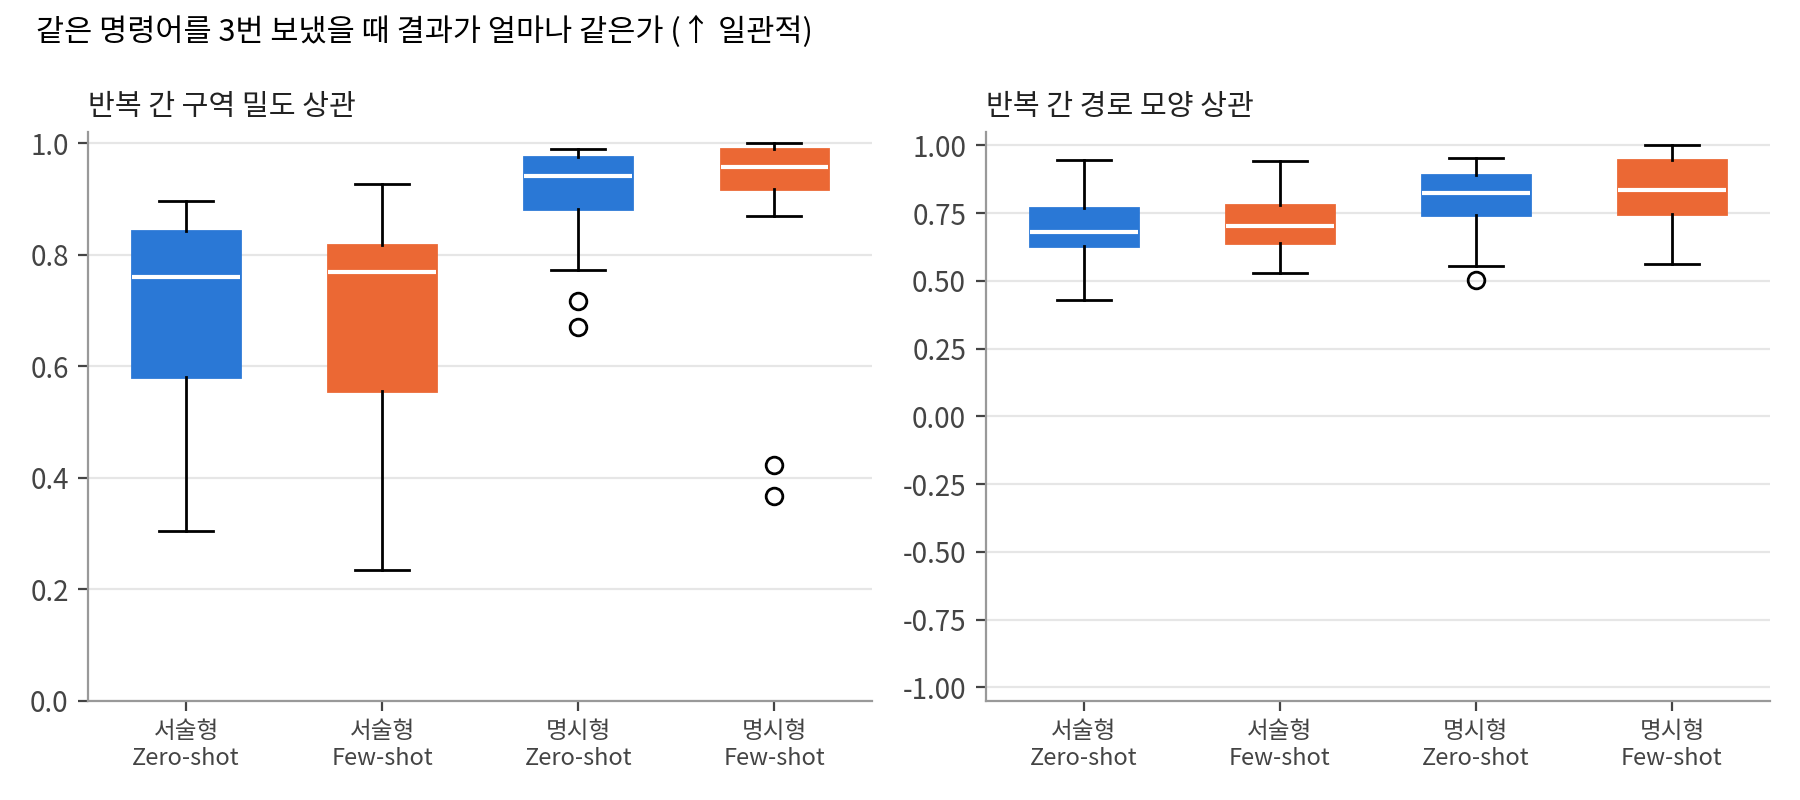 같은 명령어를 3번 보냈을 때 결과가 얼마나 같은가 (↑ 일관적)
반복 간 구역 밀도 상관
1.0
0.8
0.6
0.4
0.2
0.0
서술형
Zero-shot
서술형
Few-shot
명시형
Zero-shot
명시형
Few-shot
반복 간 경로 모양 상관
1.00
0.75
0.50
0.25
0.00
-0.25
-0.50
-0.75
-1.00
서술형
Zero-shot
서술형
Few-shot
명시형
Zero-shot
명시형
Few-shot